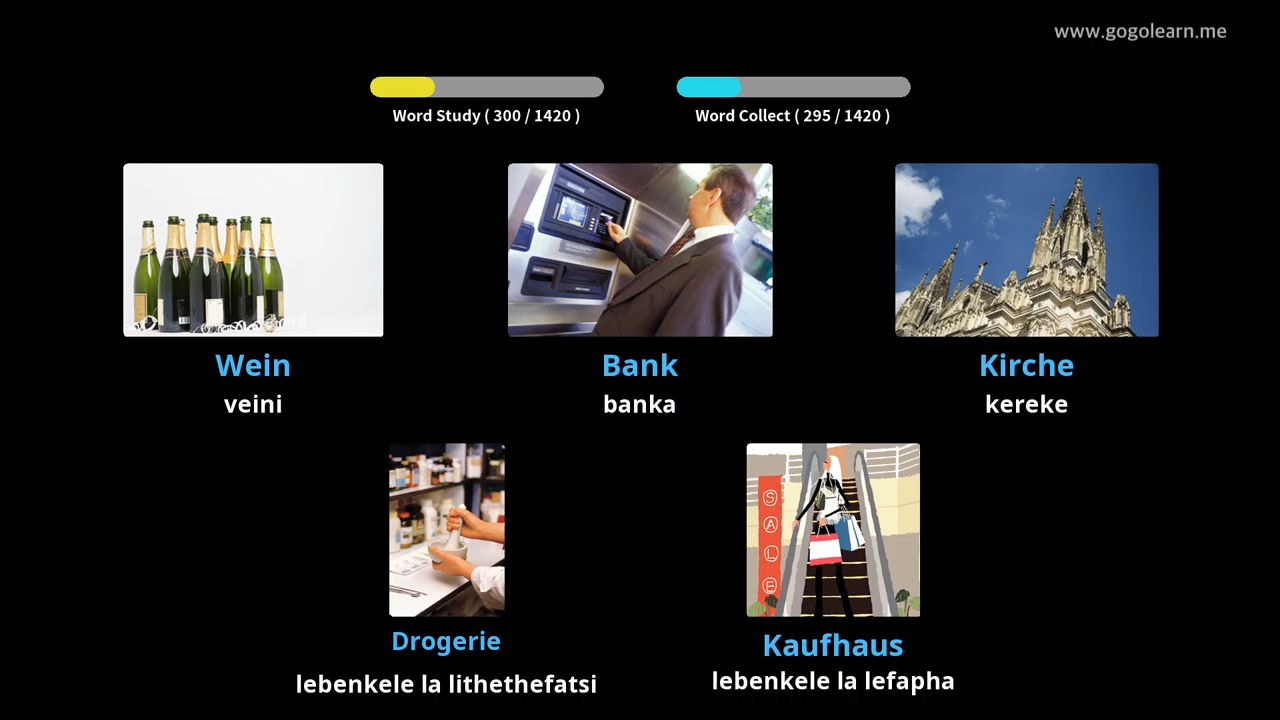 www.gogolearn.me
Word Study ( 300 / 1420 )
Word Collect ( 295 / 1420 )
Wein
veini
Bank
banka
Kirche
kereke
SALE
Drogerie
lebenkele la lithethefatsi
Kaufhaus
lebenkele la lefapha